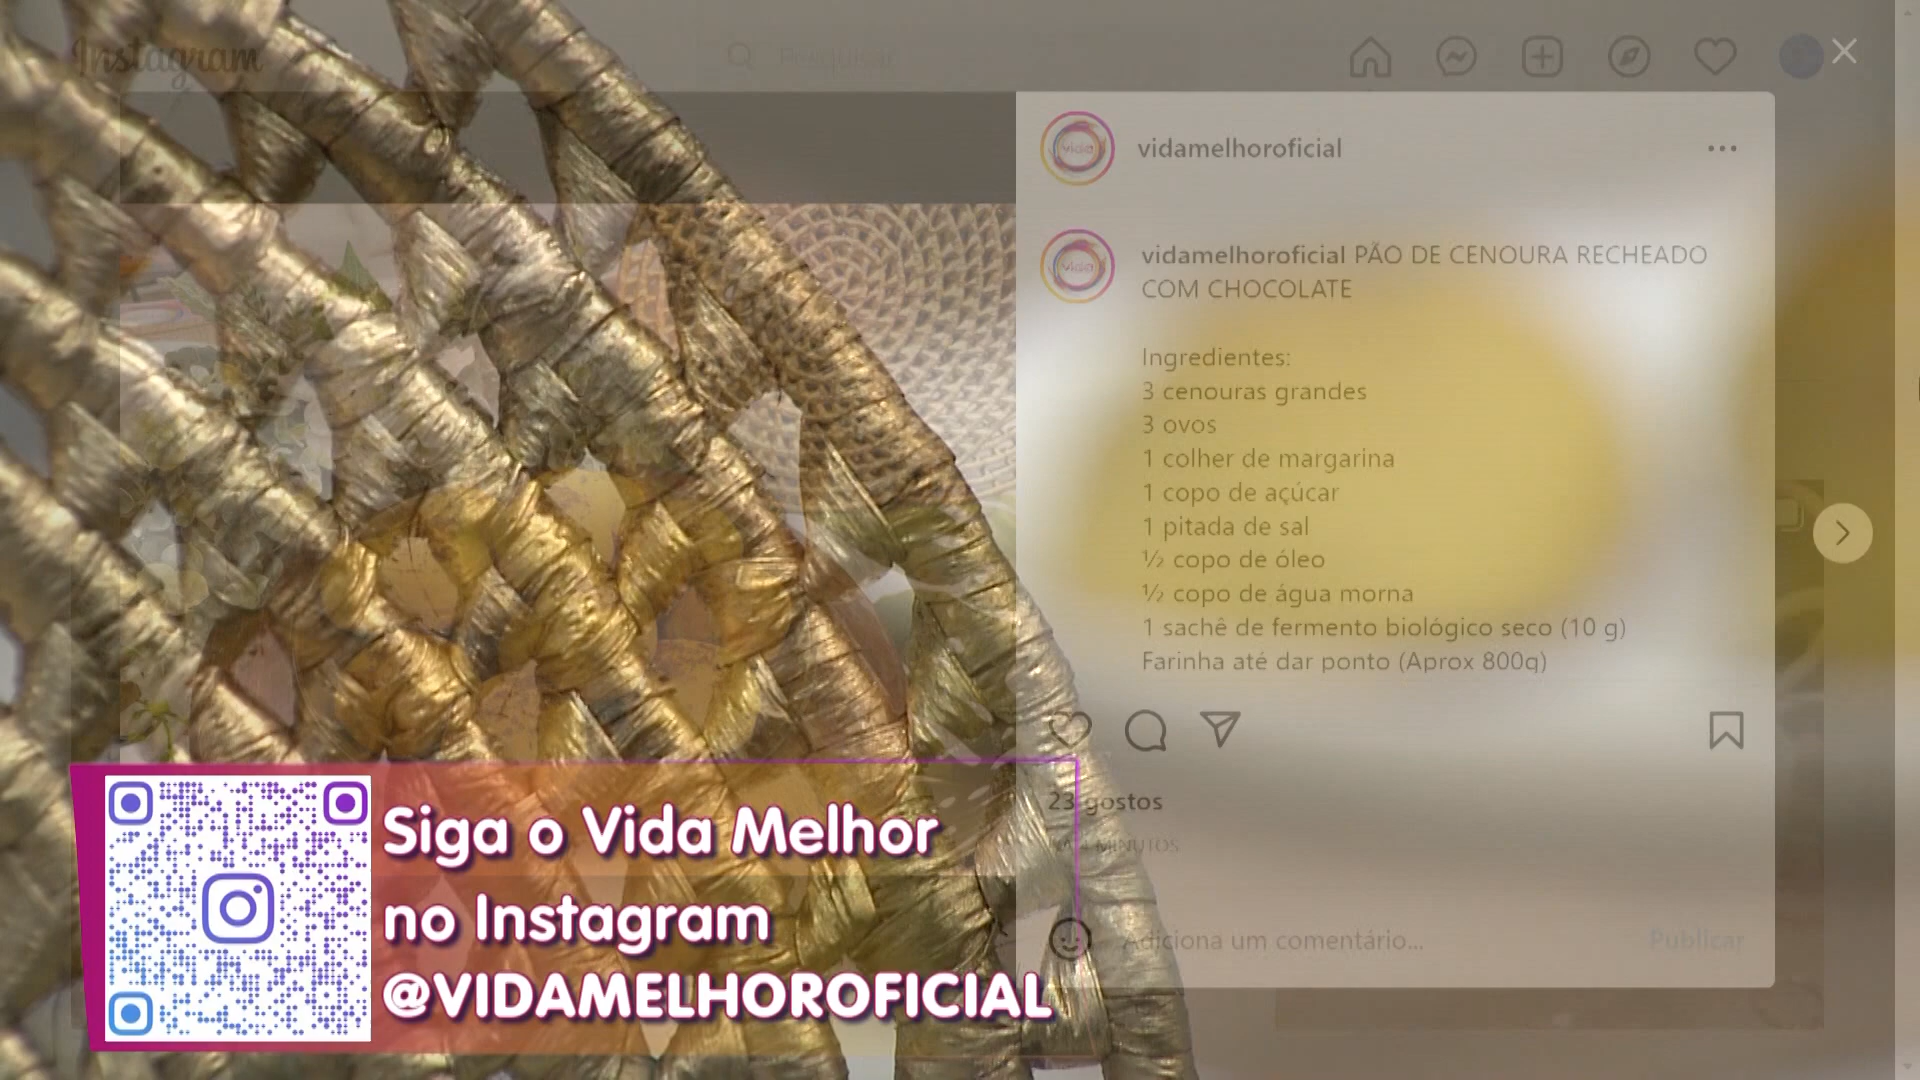 Instagram
Pesquisar
vidamelhoroficial
vidamelhoroficial PÃO DE CENOURA RECHEADO
COM CHOCOLATE
Ingredientes:
3 cenouras grandes
3 ovos
1 colher de margarina
1 copo de açúcar
1 pitada de sal
½ copo de óleo
½ copo de água morna
1 sachê de fermento biológico seco (10 g)
Farinha até dar ponto (Aprox 800g)
23 gostos
MINUTOS
Adiciona um comentário...
Publicar
Siga o Vida Melhor
no Instagram
@VIDAMELHOROFICIAL